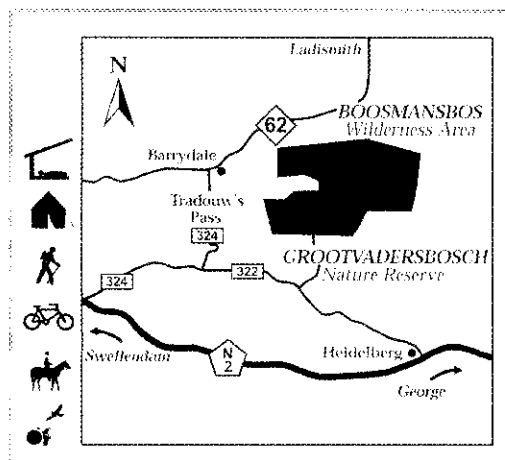 Ladismith
N
BOOSMANSBOS
Wilderness Area
62
Barrydale
Tradouw's
Pass
324
GROOTVADERSBOSCH
Nature Reserve
322
324
Heidelberg
Swellendam
N
2
George